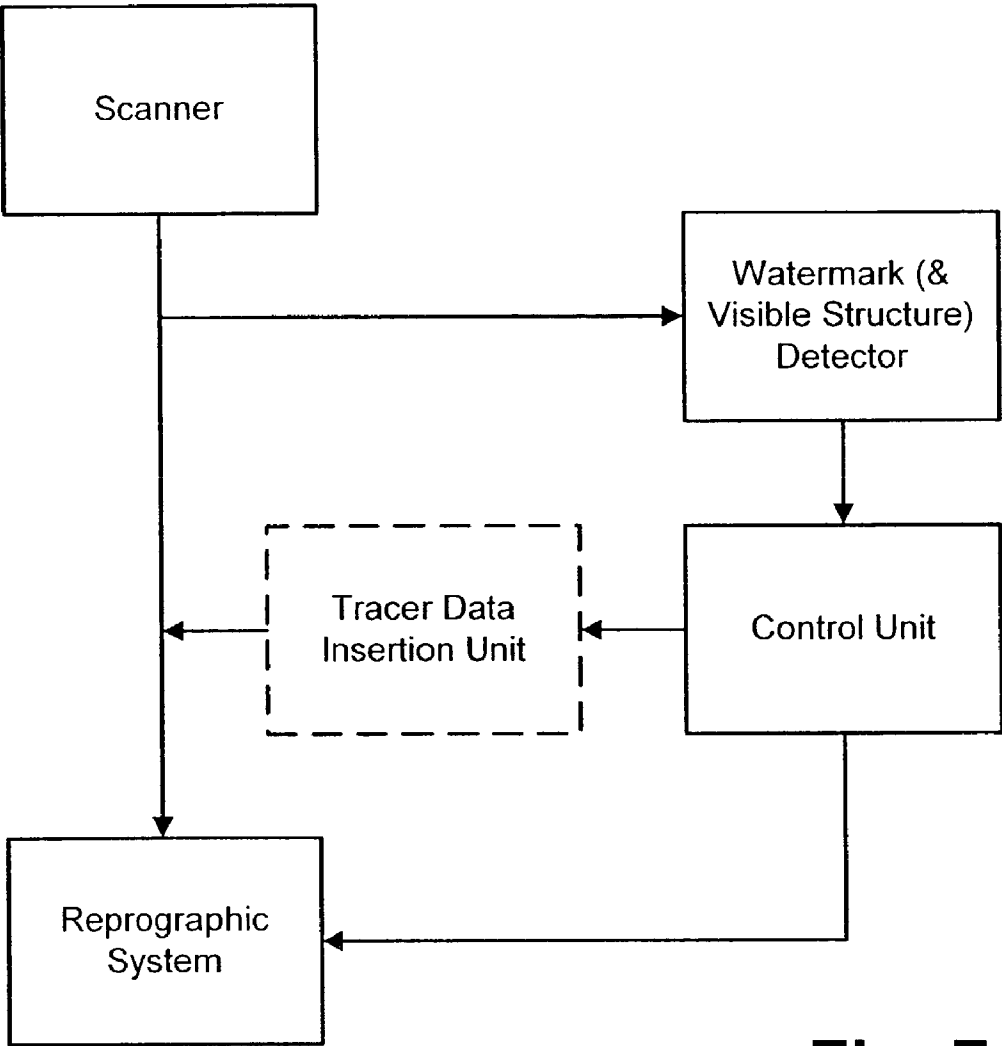 Scanner
Watermark (&
Visible Structure)
Detector
Tracer Data
Insertion Unit
Control Unit
Reprographic
System